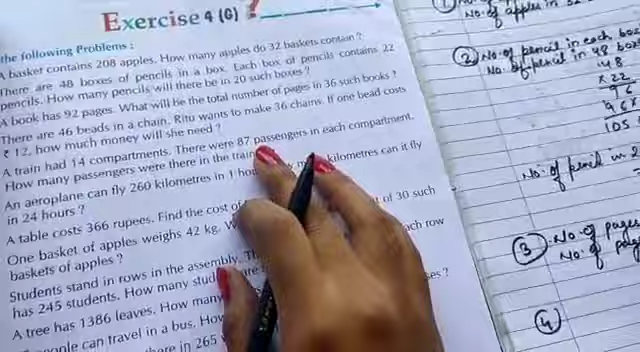 Exercise 4 (G)
the following Problems :
A basket contains 208 apples. How many apples do 32 baskets contain ?
There are 48 boxes of pencils in a box. Each box of pencils contains 22
pencils. How many pencils will there be in 20 such boxes ?
A book has 92 pages. What will be the total number of pages in 36 such books ?
There are 46 beads in a chain. Ritu wants to make 36 chains. If one bead costs
₹ 12, how much money will she need ?
A train had 14 compartments. There were 87 passengers in each compartment.
How many passengers were there in the train
An aeroplane can fly 260 kilometres in 1 kilometres can it fly
in 24 hours ?
A table costs 366 rupees. Find the cost of of 30 such
One basket of apples weighs 42 kg.
baskets of apples ?
Students stand in rows in the assembly. each row
has 245 students. How many
A tree has 1386 leaves. How many
can travel in a bus. How
in 265
①
No. of apples in 32
② No. of pencil in each box
No. of pencil in 48 box
48
× 22
96
96×
105
No. of pencil in 2
③ No. of pages
No. of
④